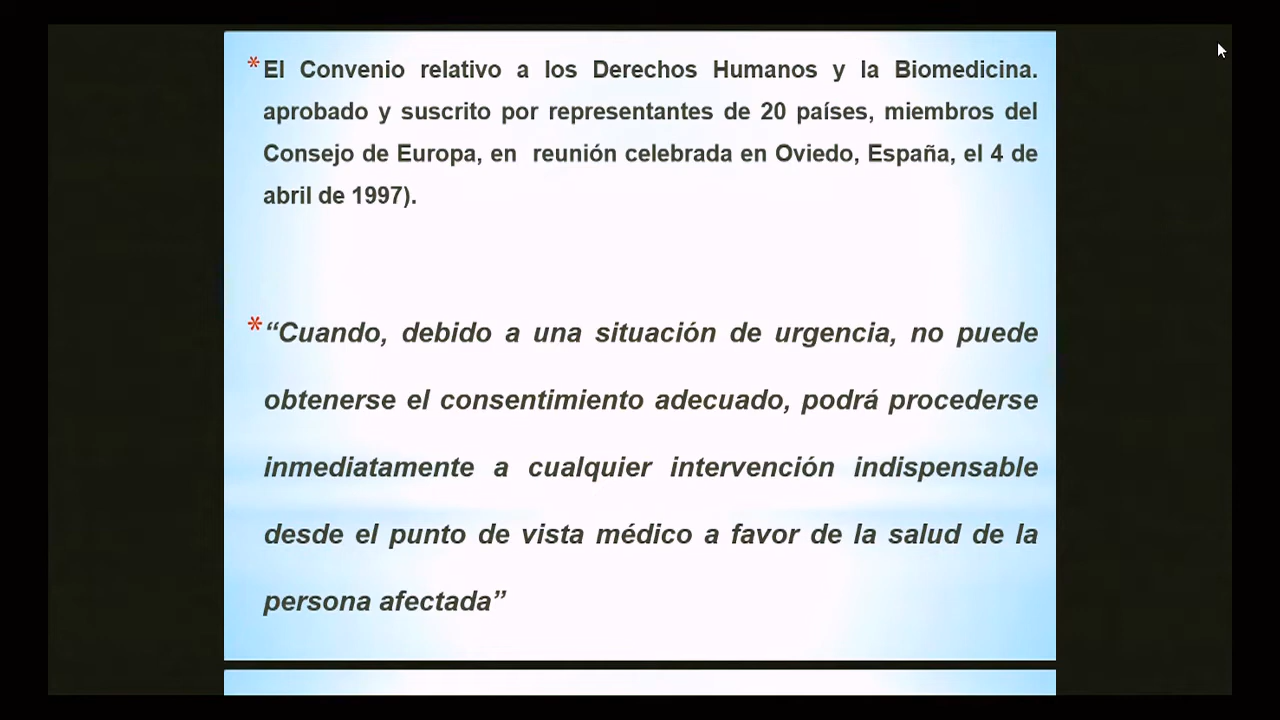 *El Convenio relativo a los Derechos Humanos y la Biomedicina.
aprobado y suscrito por representantes de 20 países, miembros del
Consejo de Europa, en reunión celebrada en Oviedo, España, el 4 de
abril de 1997).
*“Cuando, debido a una situación de urgencia, no puede
obtenerse el consentimiento adecuado, podrá procederse
inmediatamente a cualquier intervención indispensable
desde el punto de vista médico a favor de la salud de la
persona afectada”